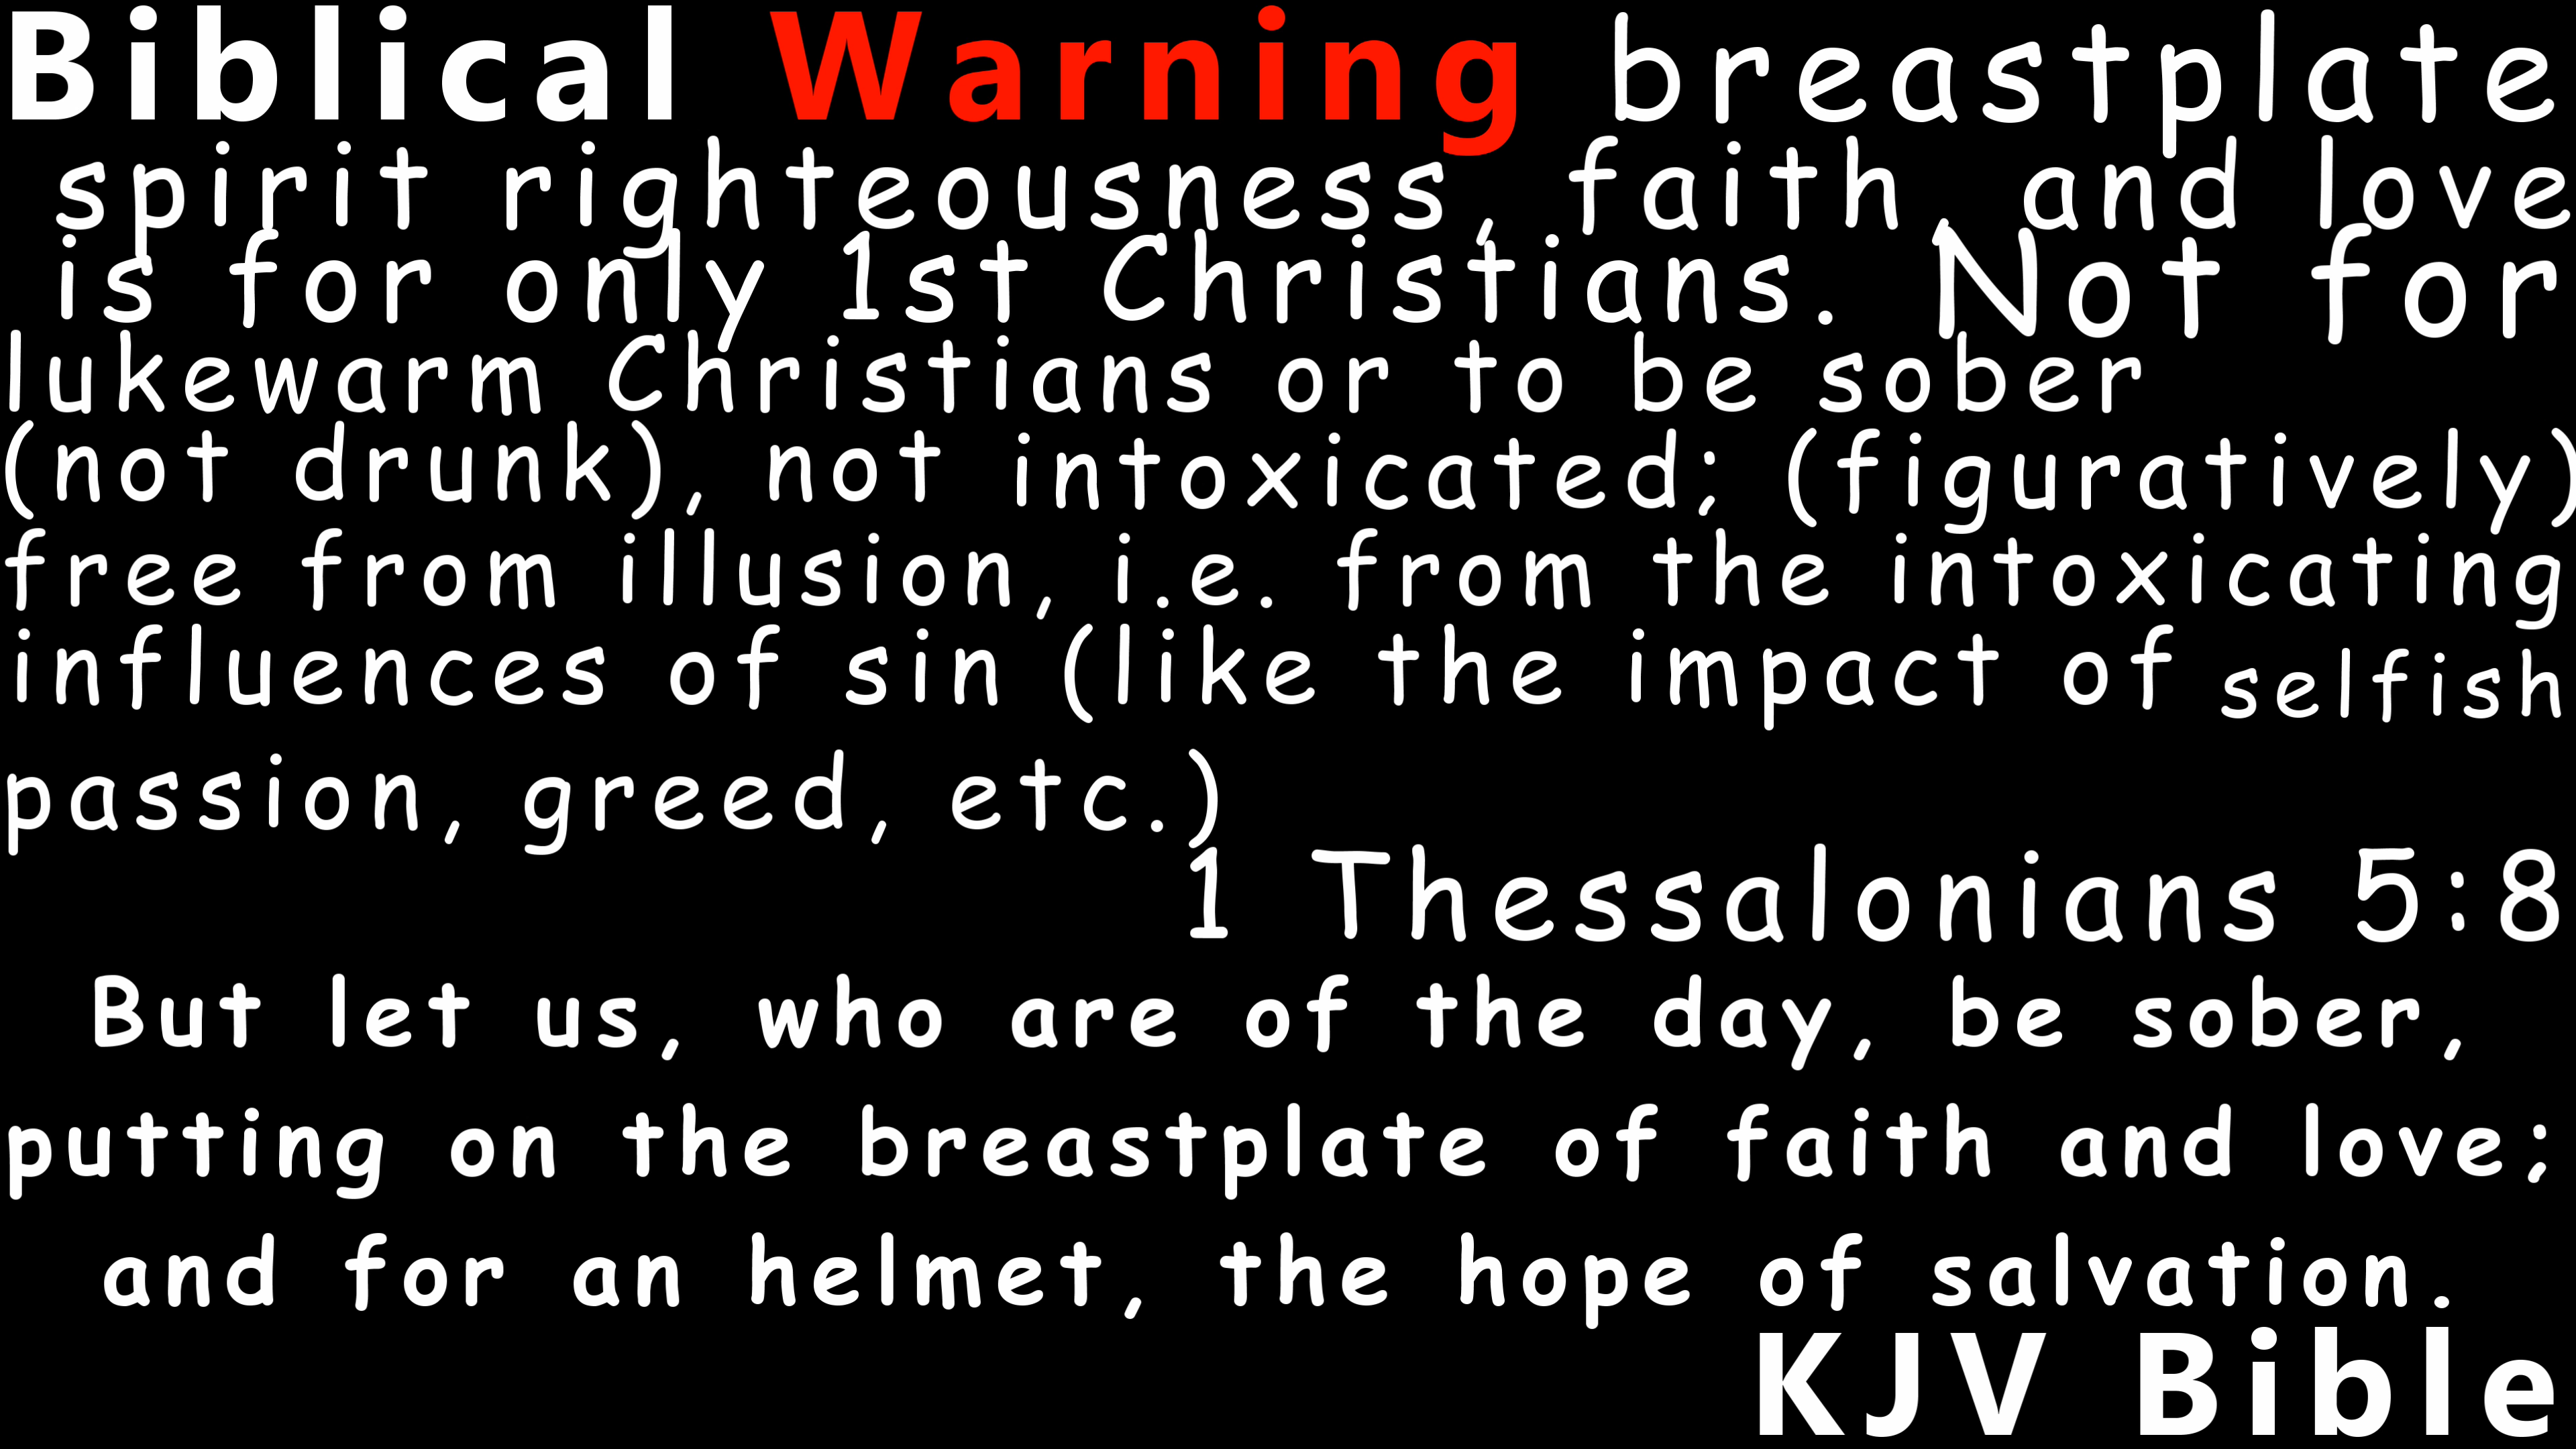 Biblical Warning breastplate
spirit righteousness, faith and love
is for only 1st Christians. Not for
lukewarm Christians or to be sober
(not drunk), not intoxicated; (figuratively)
free from illusion, i.e. from the intoxicating
influences of sin (like the impact of selfish
passion, greed, etc.)
1 Thessalonians 5:8
But let us, who are of the day, be sober,
putting on the breastplate of faith and love;
and for an helmet, the hope of salvation.
KJV Bible